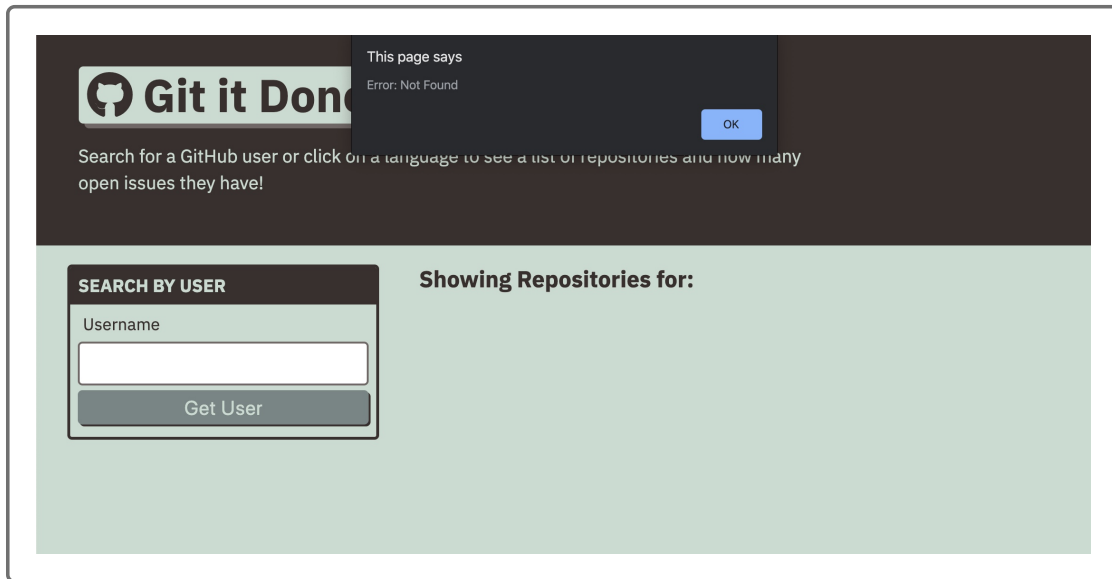 This page says
Error: Not Found
OK
Git it Done
Search for a GitHub user or click on a language to see a list of repositories and how many
open issues they have!
SEARCH BY USER
Username
Get User
Showing Repositories for: